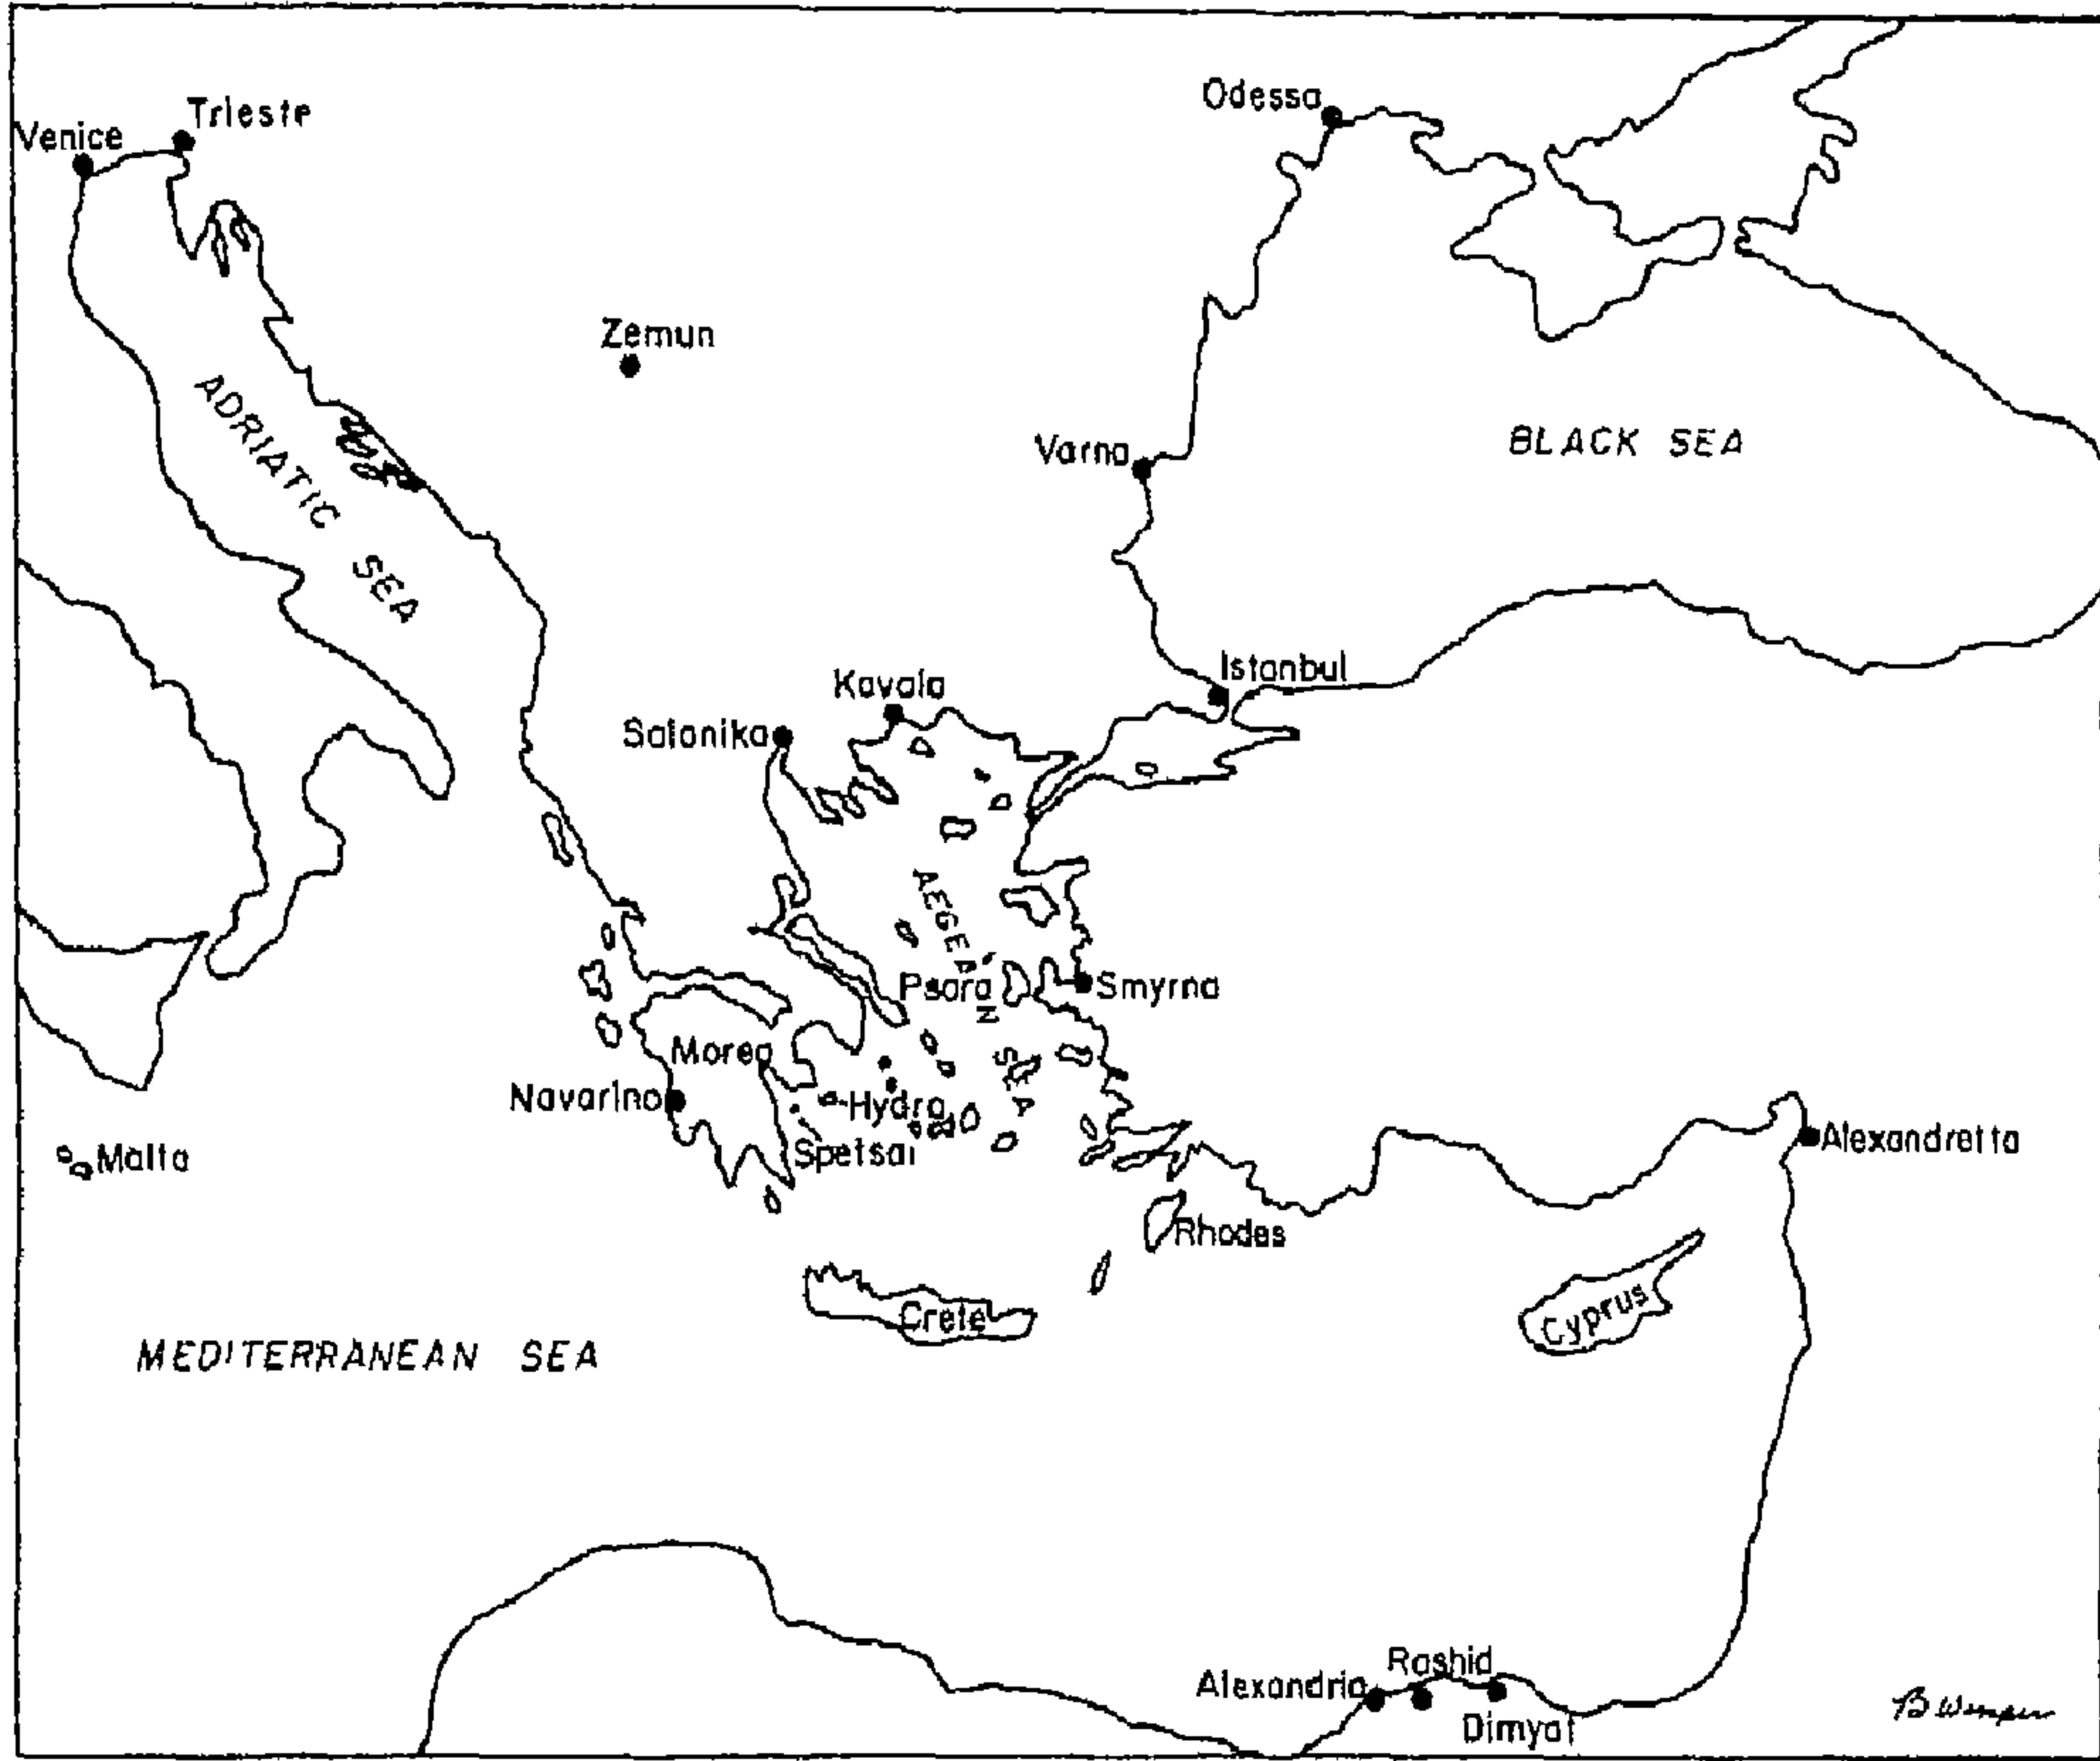 Odessa
Trieste
Venice
Zemun
ADRIATIC SEA
BLACK SEA
Varna
Istanbul
Kavala
Salonika
AEGEAN SEA
Psara
Smyrna
Morea
Navarino
Hydra
Spetsai
Malta
Alexandretta
Rhodes
Crete
Cyprus
MEDITERRANEAN SEA
Rashid
Alexandria
Dimyat